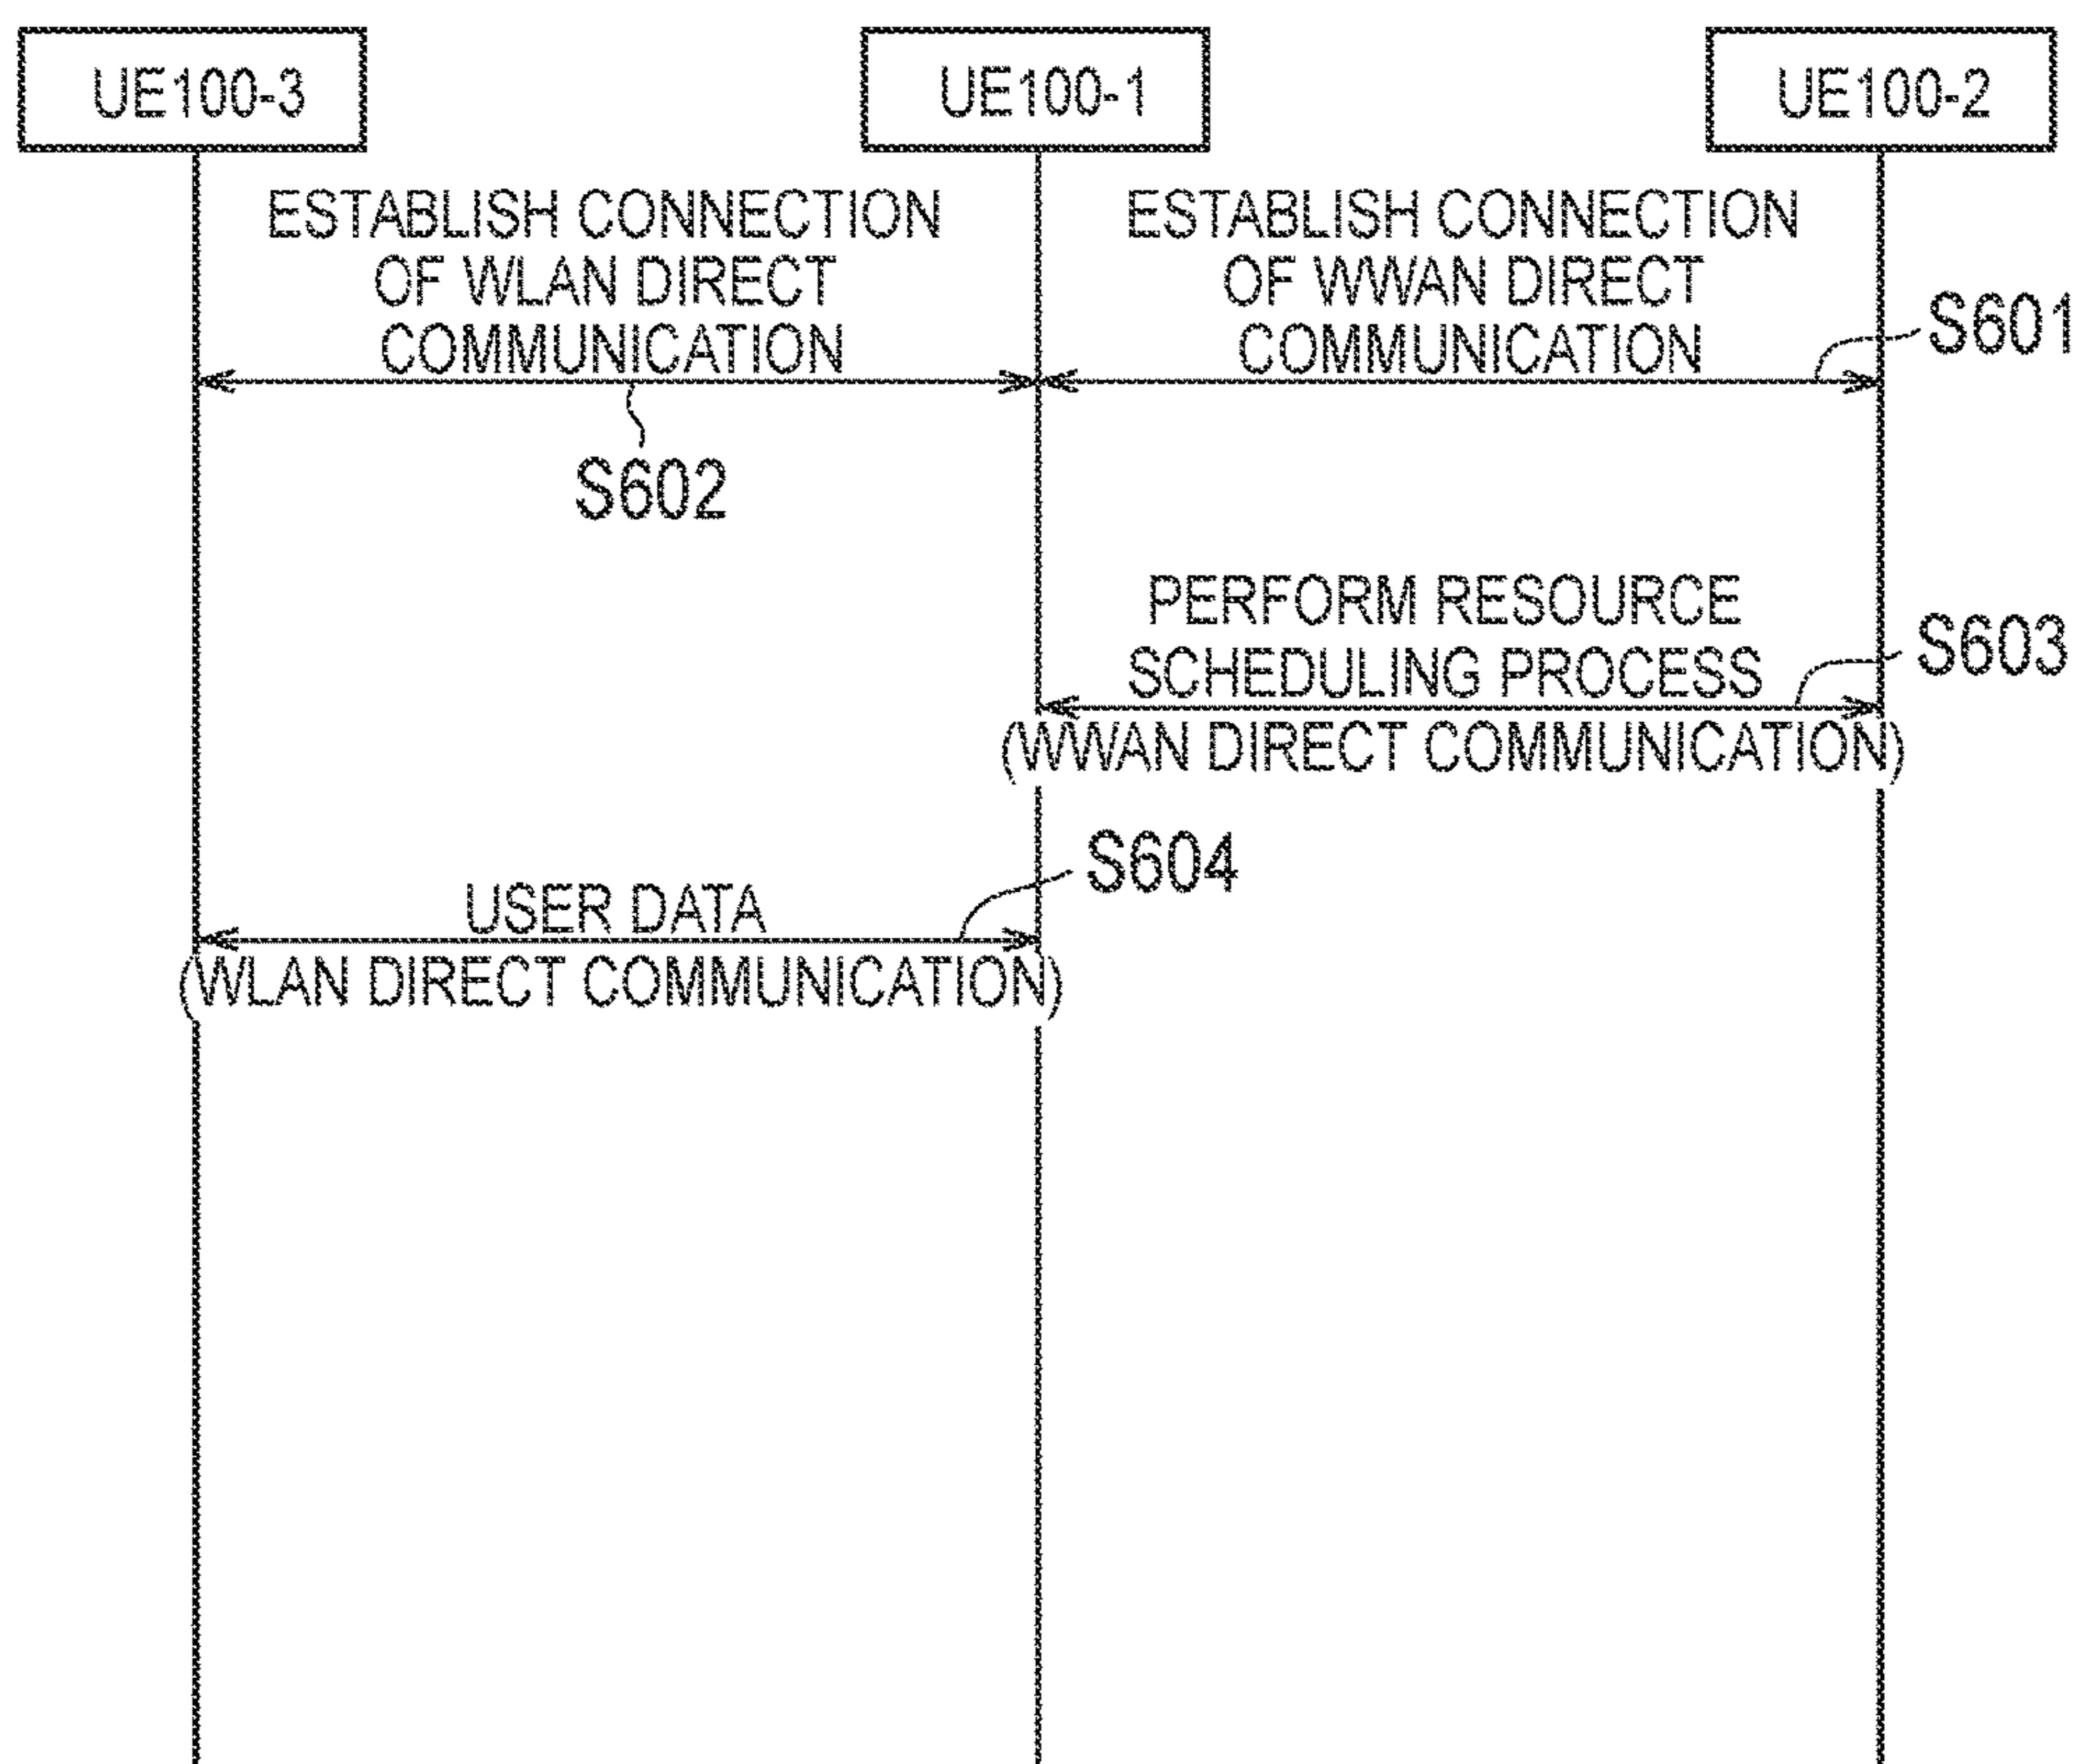 UE100-3
UE100-1
UE100-2
ESTABLISH CONNECTION
OF WLAN DIRECT
COMMUNICATION
S602
ESTABLISH CONNECTION
OF WWAN DIRECT
COMMUNICATION
S601
PERFORM RESOURCE
SCHEDULING PROCESS
(WWAN DIRECT COMMUNICATION)
S603
S604
USER DATA
(WLAN DIRECT COMMUNICATION)